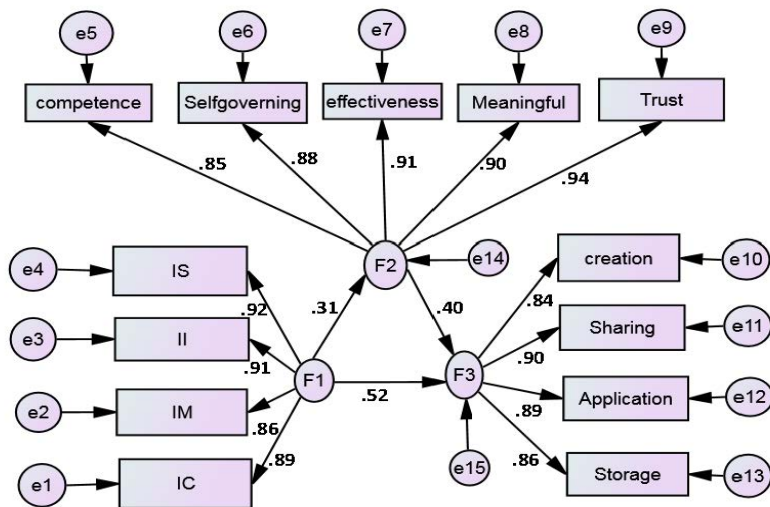 e5
e6
e7
e8
e9
competence
Selfgoverning
effectiveness
Meaningful
Trust
.85
.88
.91
.90
.94
e4
IS
F2
e14
creation
e10
.92
.31
.40
.84
e3
II
Sharing
e11
.91
F1
.52
F3
.90
e2
IM
Application
e12
.86
.89
e1
IC
.89
e15
.86
Storage
e13